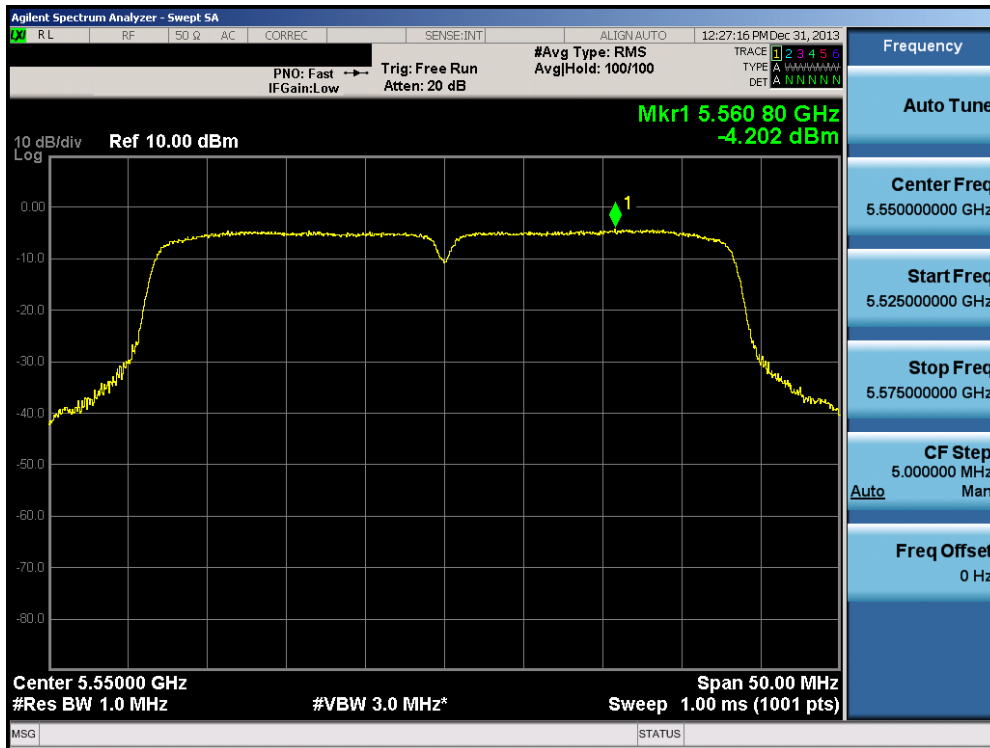 Agilent Spectrum Analyzer - Swept SA
LXI RL RF 50 Ω AC CORREC SENSE:INT ALIGN AUTO 12:27:16 PM Dec 31, 2013
PNO: Fast Trig: Free Run #Avg Type: RMS TRACE 1 2 3 4 5 6
IFGain:Low Atten: 20 dB Avg|Hold: 100/100 TYPE A WWWWW
DET A N N N N N
Mkr1 5.560 80 GHz
-4.202 dBm
10 dB/div Ref 10.00 dBm
Log
1
0.00
-10.0
-20.0
-30.0
-40.0
-50.0
-60.0
-70.0
-80.0
Center 5.55000 GHz Span 50.00 MHz
#Res BW 1.0 MHz #VBW 3.0 MHz* Sweep 1.00 ms (1001 pts)
MSG STATUS
Frequency
Auto Tune
Center Freq
5.550000000 GHz
Start Freq
5.525000000 GHz
Stop Freq
5.575000000 GHz
CF Step
5.000000 MHz
Auto Man
Freq Offset
0 Hz